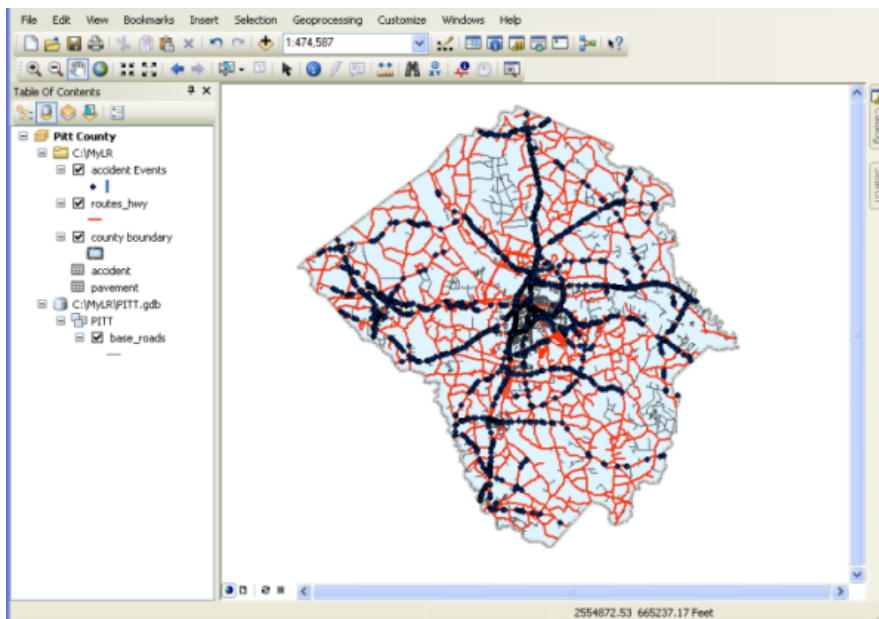 File Edit View Bookmarks Insert Selection Geoprocessing Customize Windows Help
1:474,587
Table Of Contents
Pitt County
C:\MyLR
accident Events
routes_hwy
county boundary
accident
pavement
C:\MyLR\PITT.gdb
PITT
base_roads
2554872.53 665237.17 Feet